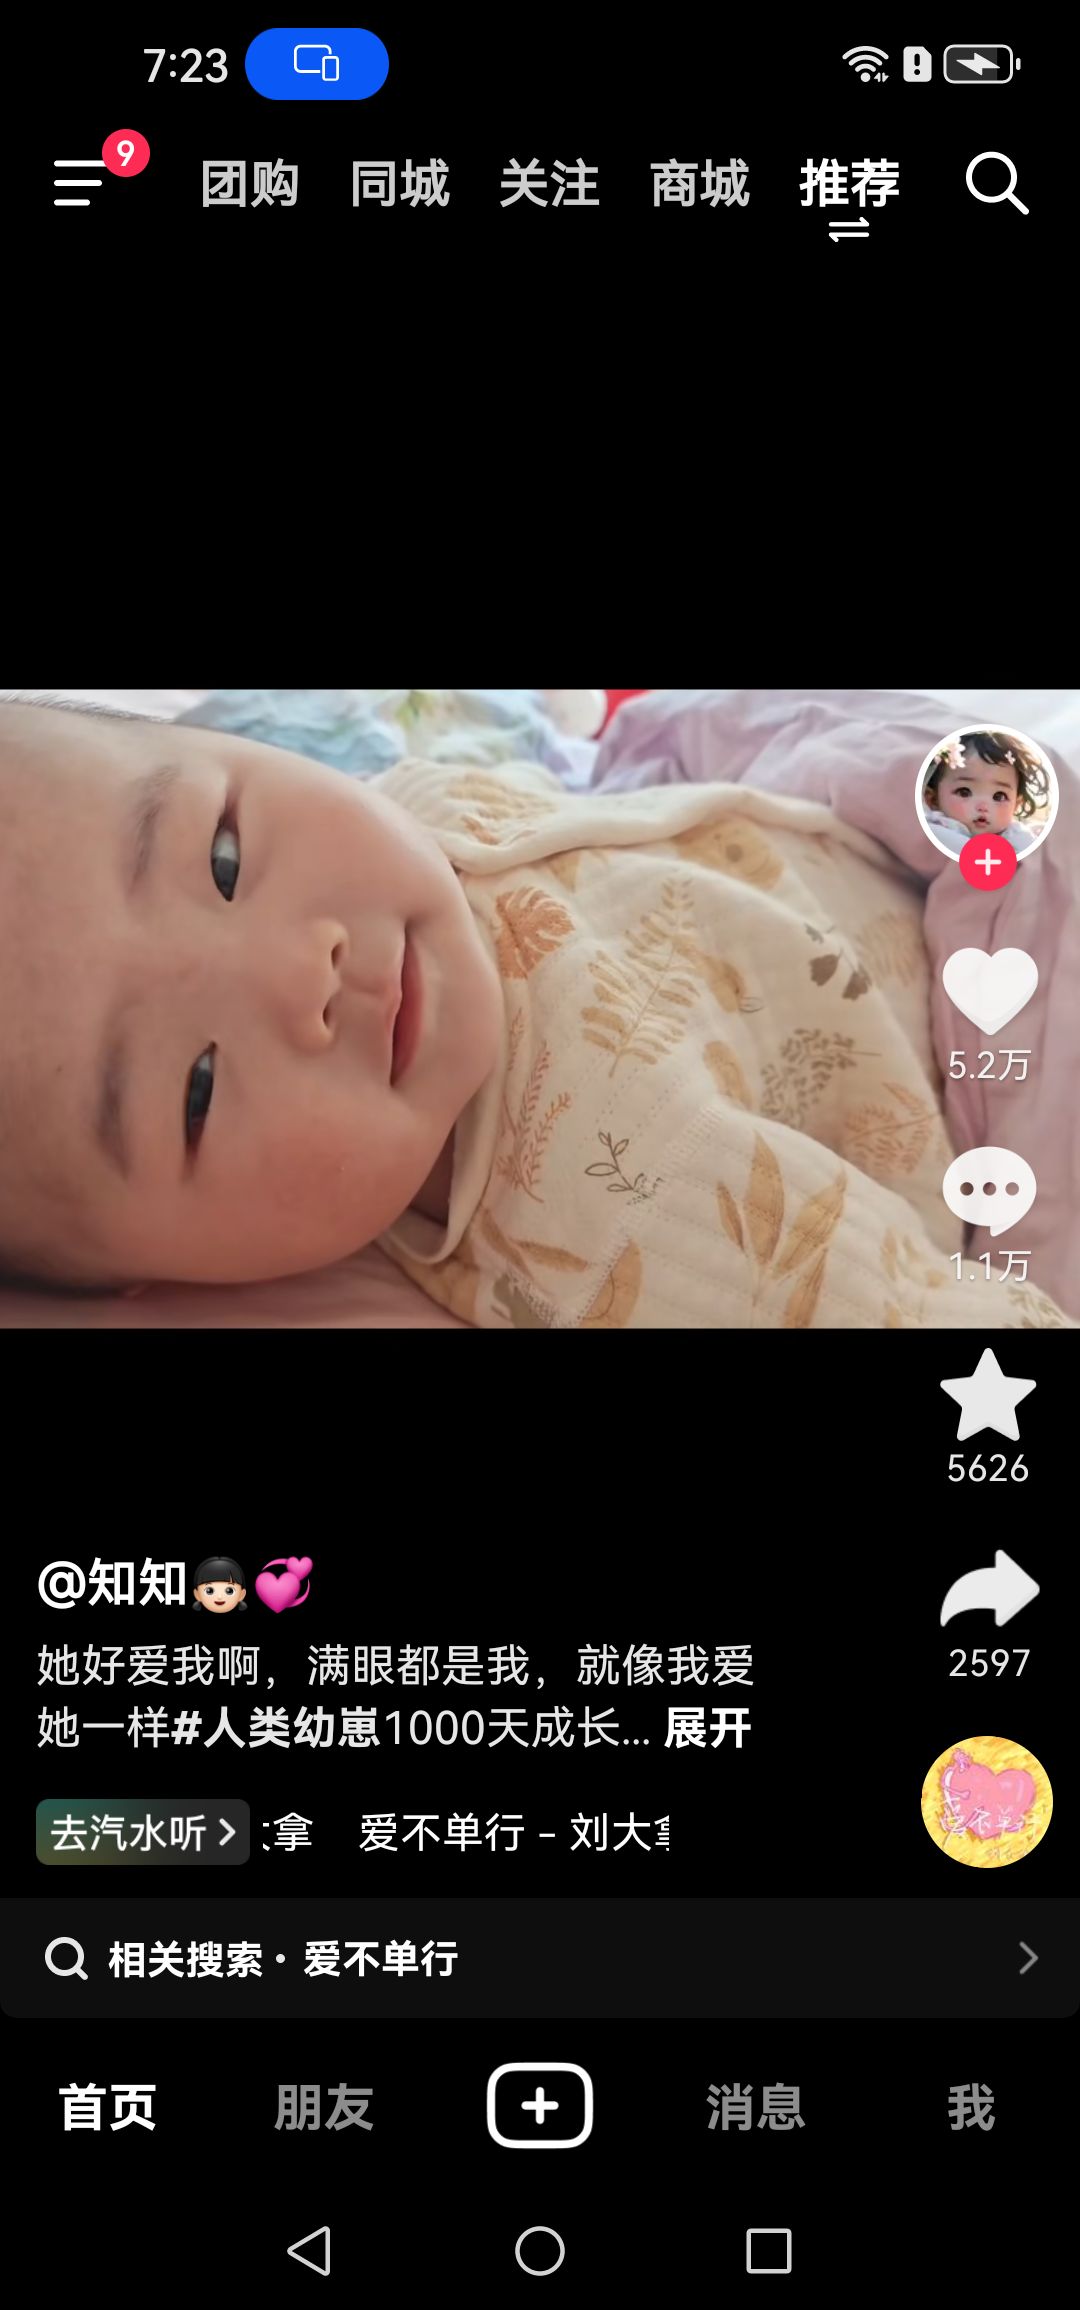 7:23
9
团购 同城 关注 商城 推荐
5.2万
1.1万
5626
2597
@知知👧🏻💞
她好爱我啊，满眼都是我，就像我爱
她一样#人类幼崽1000天成长... 展开
去汽水听 拿 爱不单行 - 刘大
相关搜索 · 爱不单行
首页 朋友 消息 我